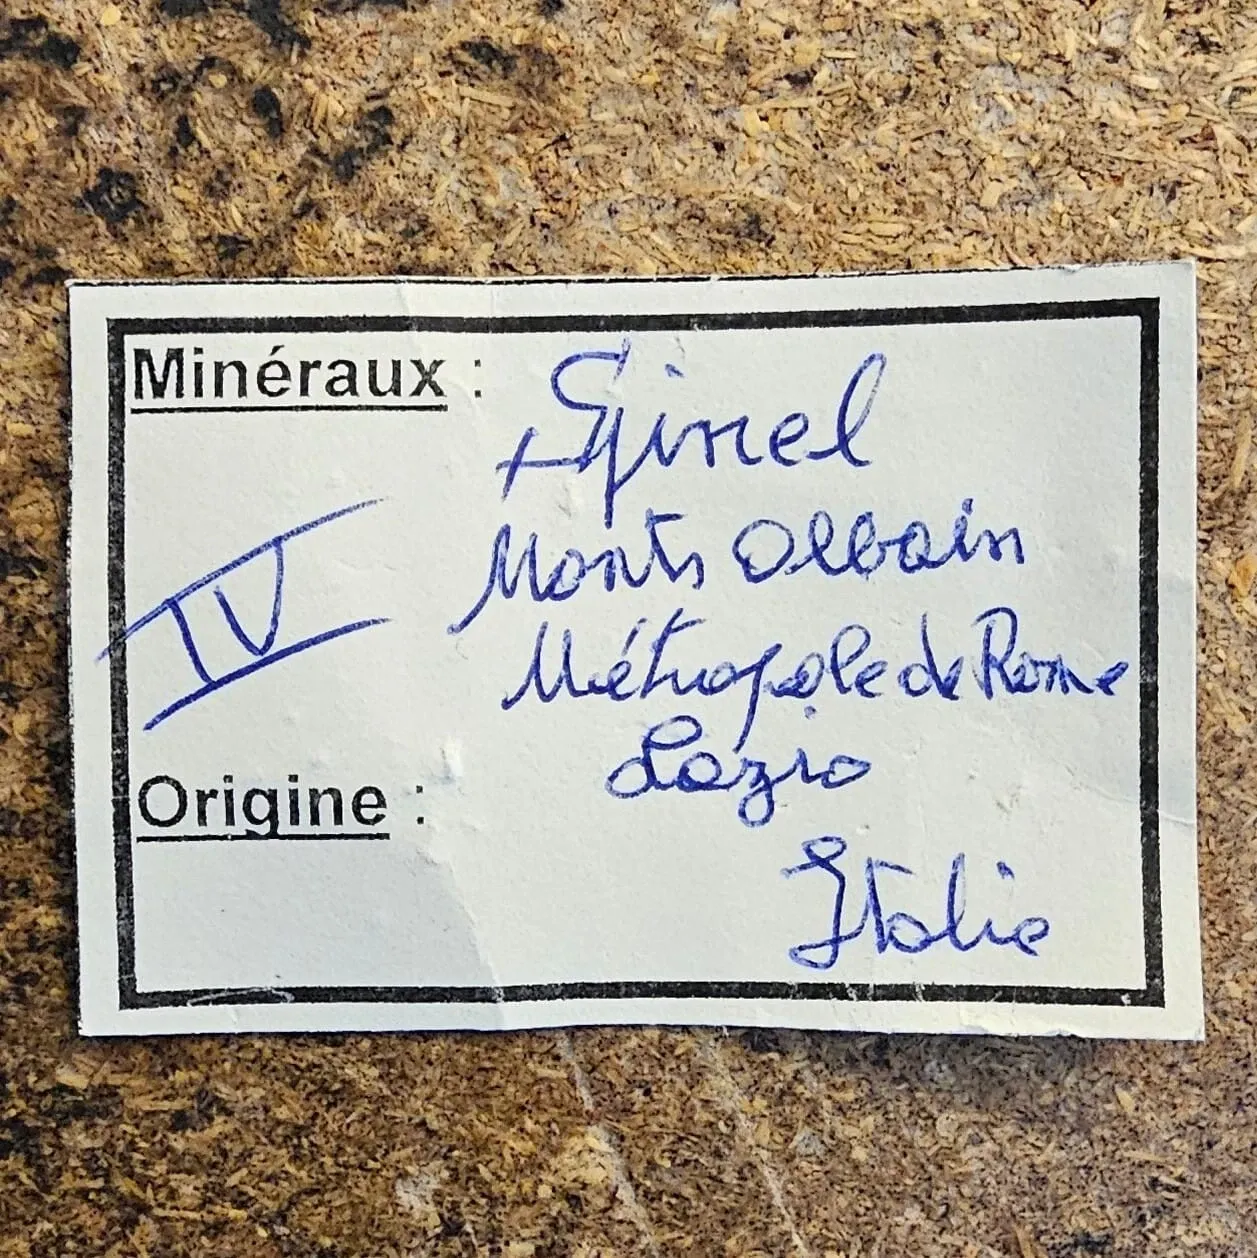 Minéraux :
+ Spinel
Monts Albain
IV
Métropole de Rome
Lazio
Origine :
Italie